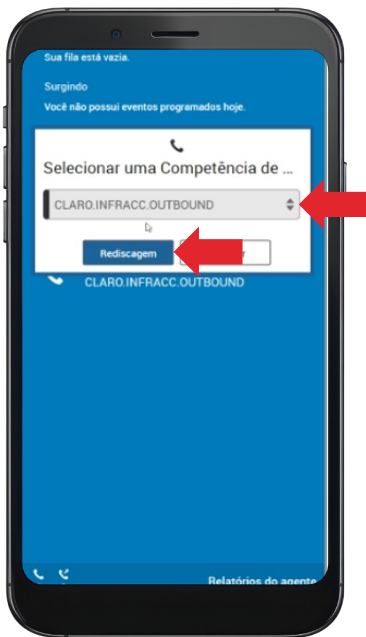 Sua fila está vazia.
Surgindo
Você não possui eventos programados hoje.
Selecionar uma Competência de ...
CLARO.INFRACC.OUTBOUND
Rediscagem
CLARO.INFRACC.OUTBOUND
Relatórios do agente